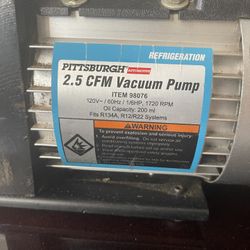 REFRIGERATION
PITTSBURGH AUTOMOTIVE
2.5 CFM Vacuum Pump
ITEM 98076
120V~ / 60Hz / 1/6HP, 1720 RPM
Oil Capacity: 200 ml
Fits R134A, R12/R22 Systems
WARNING
TO prevent explosion and serious injury: